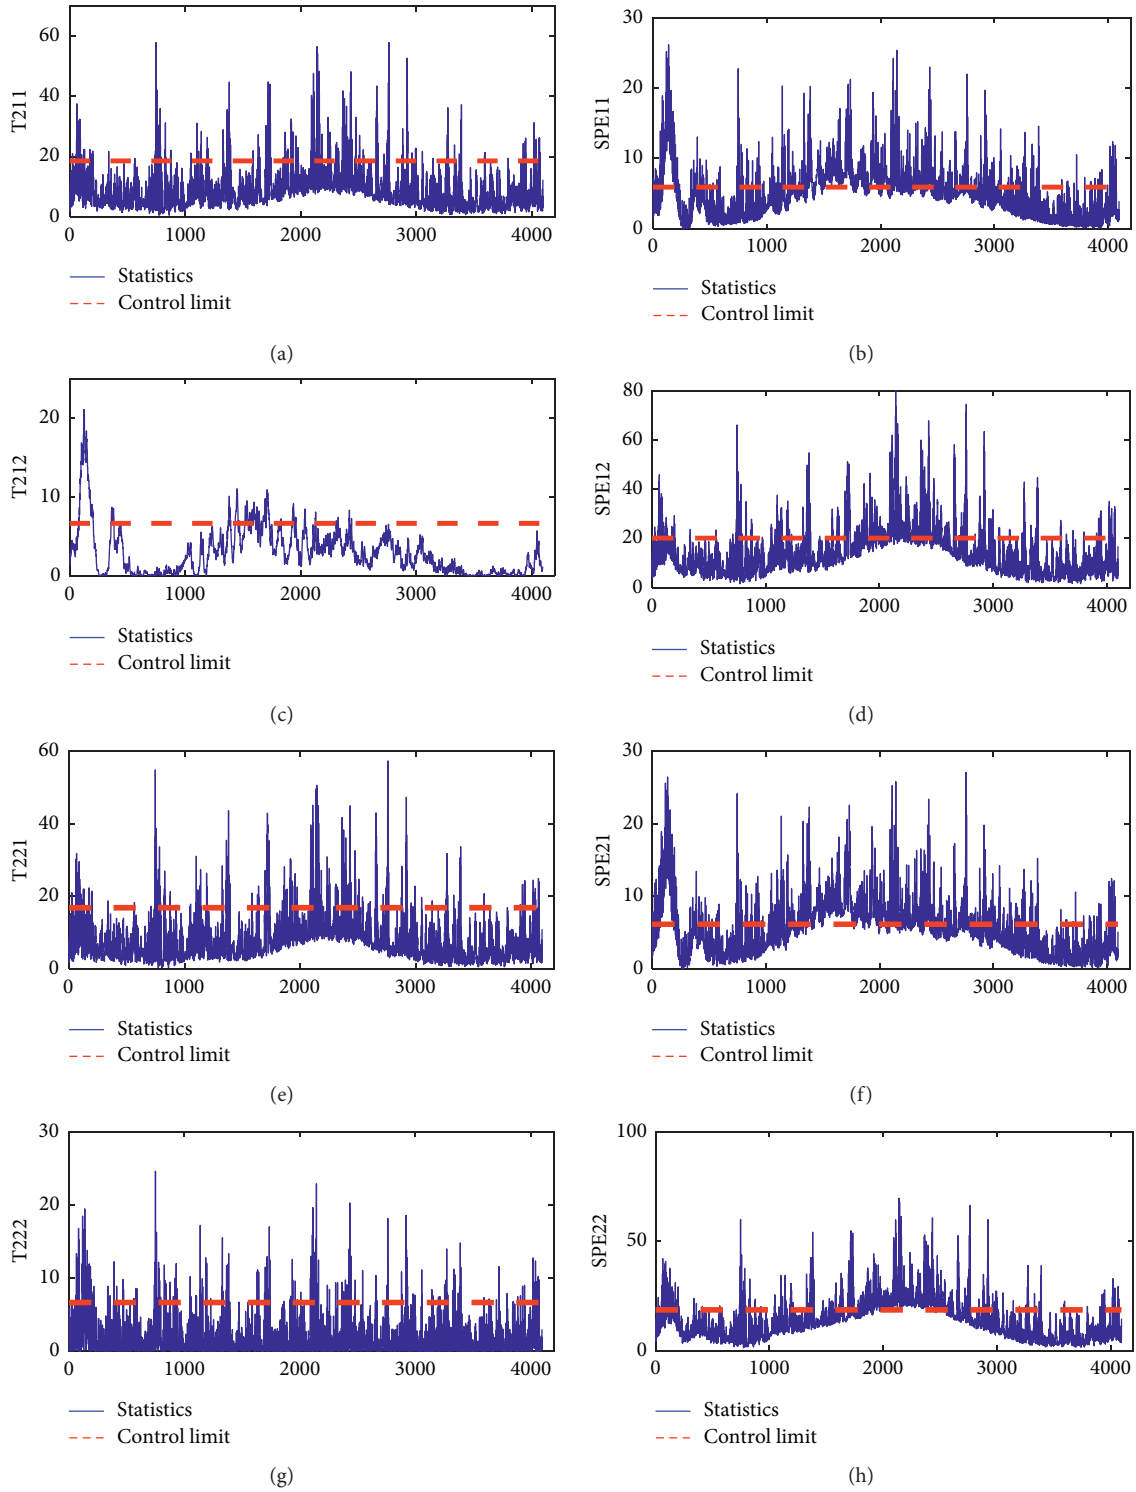 60
40
20
0
T211
0 1000 2000 3000 4000
Statistics
Control limit
(a)
30
20
10
0
SPE11
0 1000 2000 3000 4000
Statistics
Control limit
(b)
20
10
0
T212
0 1000 2000 3000 4000
Statistics
Control limit
(c)
80
60
40
20
0
SPE12
0 1000 2000 3000 4000
Statistics
Control limit
(d)
60
40
20
0
T221
0 1000 2000 3000 4000
Statistics
Control limit
(e)
30
20
10
0
SPE21
0 1000 2000 3000 4000
Statistics
Control limit
(f)
30
20
10
0
T222
0 1000 2000 3000 4000
Statistics
Control limit
(g)
100
50
0
SPE22
0 1000 2000 3000 4000
Statistics
Control limit
(h)